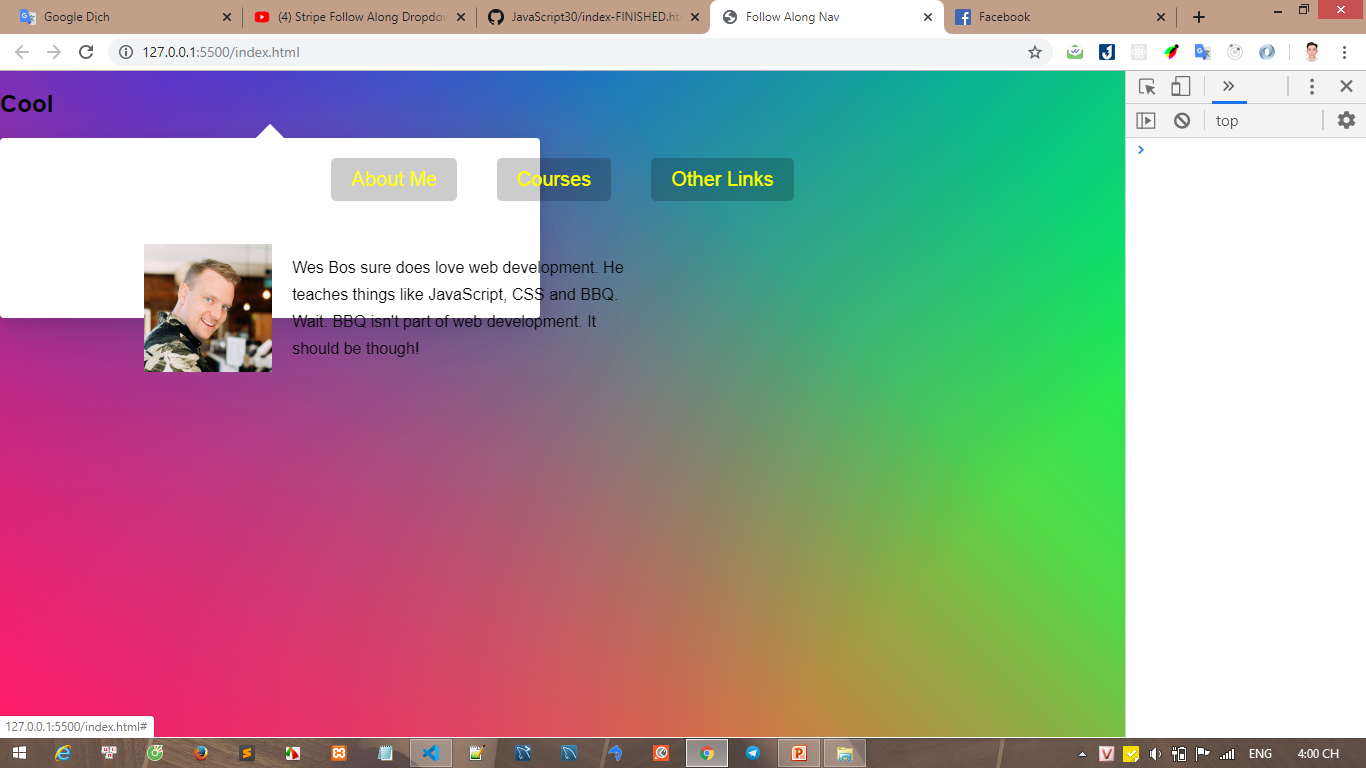 Google Dịch
(4) Stripe Follow Along Dropdov
JavaScript30/index-FINISHED.ht
Follow Along Nav
Facebook
127.0.0.1:5500/index.html
top
Cool
About Me
Courses
Other Links
Wes Bos sure does love web development. He
teaches things like JavaScript, CSS and BBQ.
Wait. BBQ isn't part of web development. It
should be though!
127.0.0.1:5500/index.html#
ENG
4:00 CH